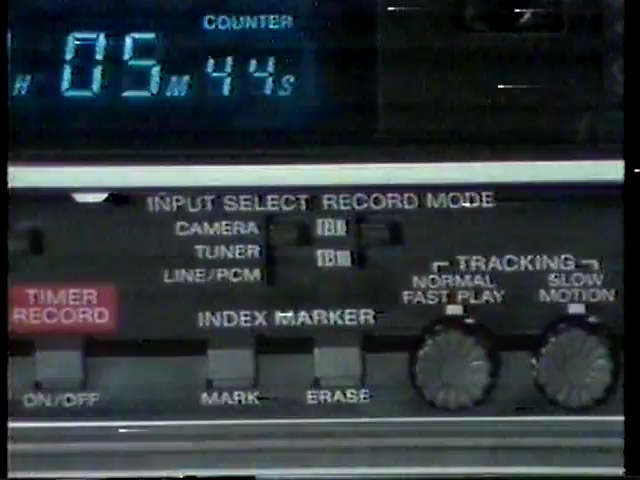 COUNTER
H 05 M 44 S
INPUT SELECT RECORD MODE
CAMERA
TUNER
LINE/PCM
TRACKING
NORMAL
FAST PLAY
SLOW
MOTION
TIMER
RECORD
INDEX MARKER
ON/OFF
MARK
ERASE